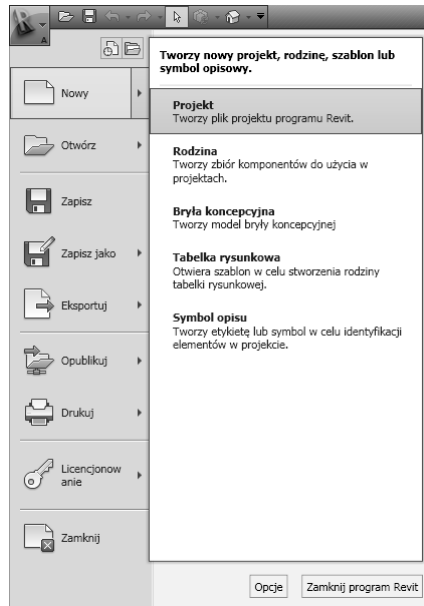 A
Tworzy nowy projekt, rodzinę, szablon lub
symbol opisowy.
Nowy
Projekt
Tworzy plik projektu programu Revit.
Otwórz
Rodzina
Tworzy zbiór komponentów do użycia w
projektach.
Zapisz
Bryła koncepcyjna
Tworzy model bryły koncepcyjnej
Zapisz jako
Tabelka rysunkowa
Otwiera szablon w celu stworzenia rodziny
tabelki rysunkowej.
Eksportuj
Symbol opisu
Tworzy etykietę lub symbol w celu identyfikacji
elementów w projekcie.
Opublikuj
Drukuj
Licencjonow
anie
Zamknij
Opcje
Zamknij program Revit